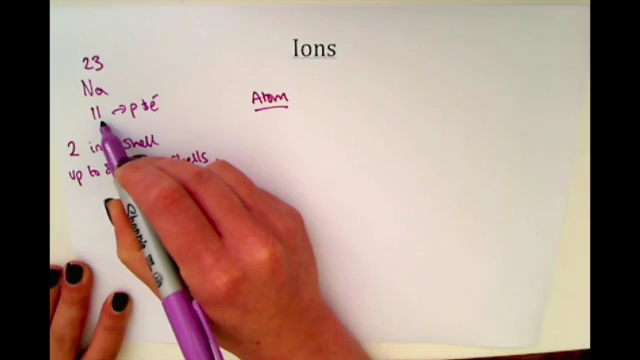 Ions
23
Na
11 → p & é
Atom
2 in shell
up to shells